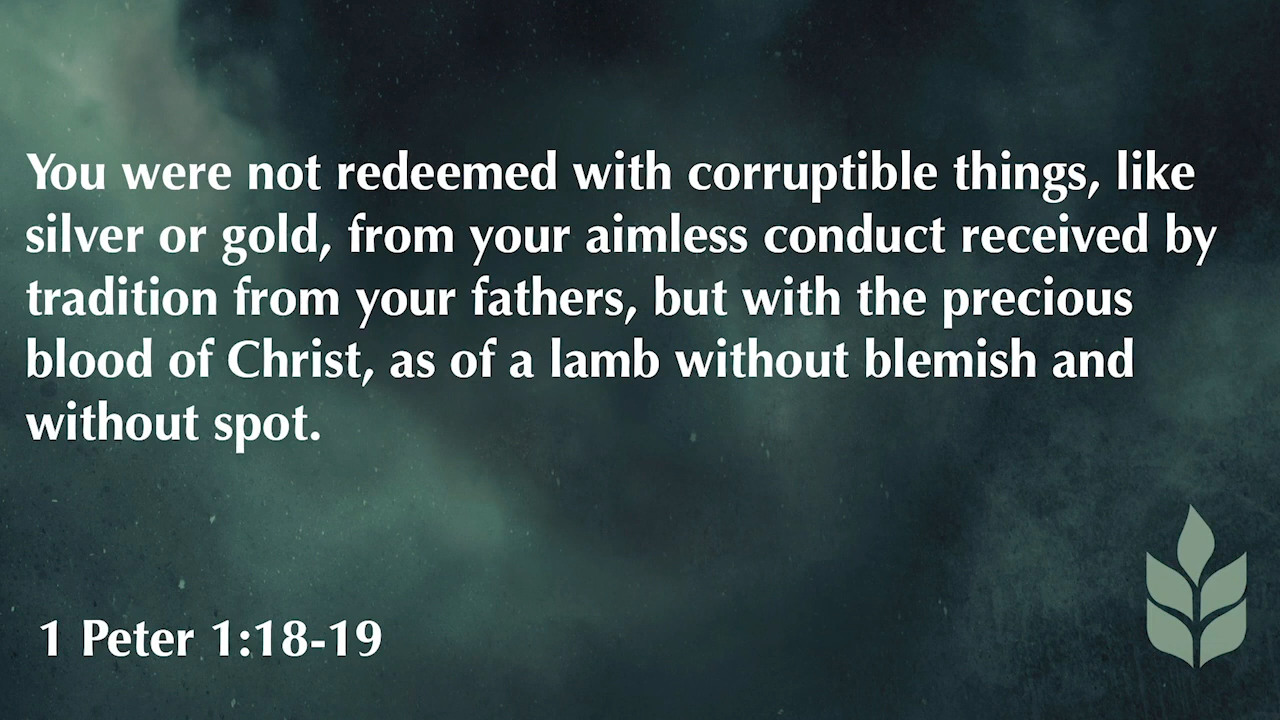 You were not redeemed with corruptible things, like
silver or gold, from your aimless conduct received by
tradition from your fathers, but with the precious
blood of Christ, as of a lamb without blemish and
without spot.
1 Peter 1:18-19